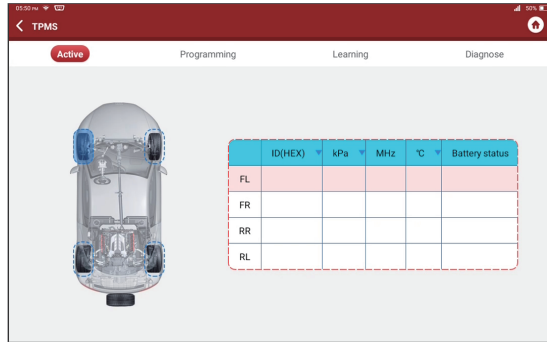 05:50 PM 50%
TPMS
Active Programming Learning Diagnose
ID(HEX) kPa MHz °C Battery status
FL
FR
RR
RL